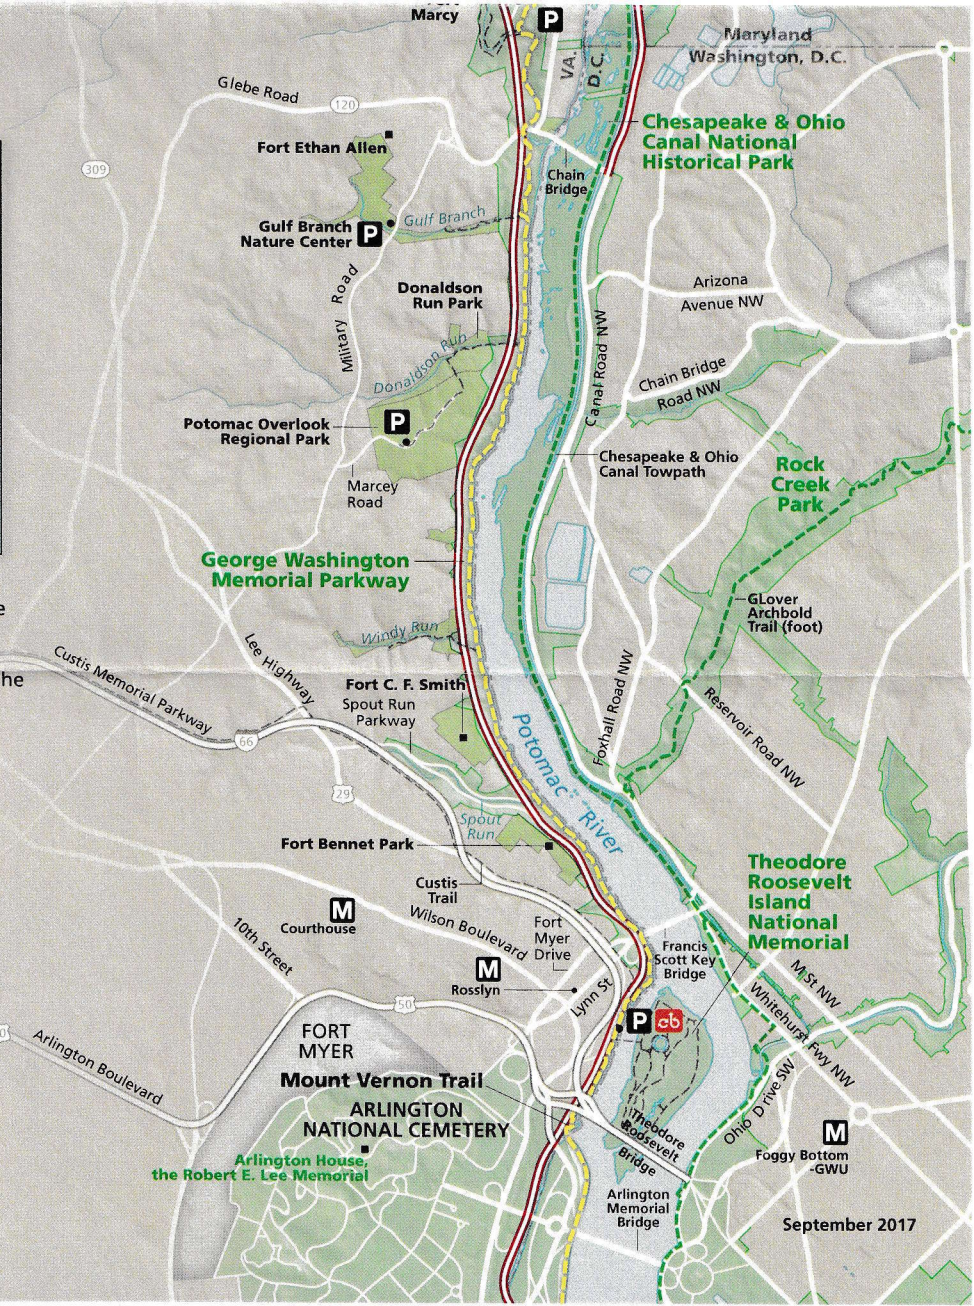 Marcy
P
Maryland
Washington, D.C.
VA.
D.C.
Glebe Road
120
Chesapeake & Ohio
Canal National
Historical Park
Fort Ethan Allen
309
Chain
Bridge
Gulf Branch
Nature Center
P
Gulf Branch
Military Road
Donaldson
Run Park
Arizona
Avenue NW
Donaldson Run
Canal Road NW
Chain Bridge
Road NW
Potomac Overlook
Regional Park
P
Chesapeake & Ohio
Canal Towpath
Rock
Creek
Park
Marcey
Road
George Washington
Memorial Parkway
GLover
Archbold
Trail (foot)
e
he
Windy Run
Lee Highway
Custis Memorial Parkway
66
Fort C. F. Smith
Spout Run
Parkway
Foxhall Road NW
Reservoir Road NW
Potomac River
29
Spout
Run
Fort Bennet Park
Custis
Trail
Theodore
Roosevelt
Island
National
Memorial
M
Courthouse
Wilson Boulevard
10th Street
Fort
Myer
Drive
Francis
Scott Key
Bridge
M
Rosslyn
Lynn St
M St NW
Whitehurst Fwy NW
50
P
cb
FORT
MYER
Arlington Boulevard
Mount Vernon Trail
ARLINGTON
NATIONAL CEMETERY
Theodore
Roosevelt
Bridge
Ohio Drive SW
M
Foggy Bottom
-GWU
Arlington House,
the Robert E. Lee Memorial
Arlington
Memorial
Bridge
September 2017